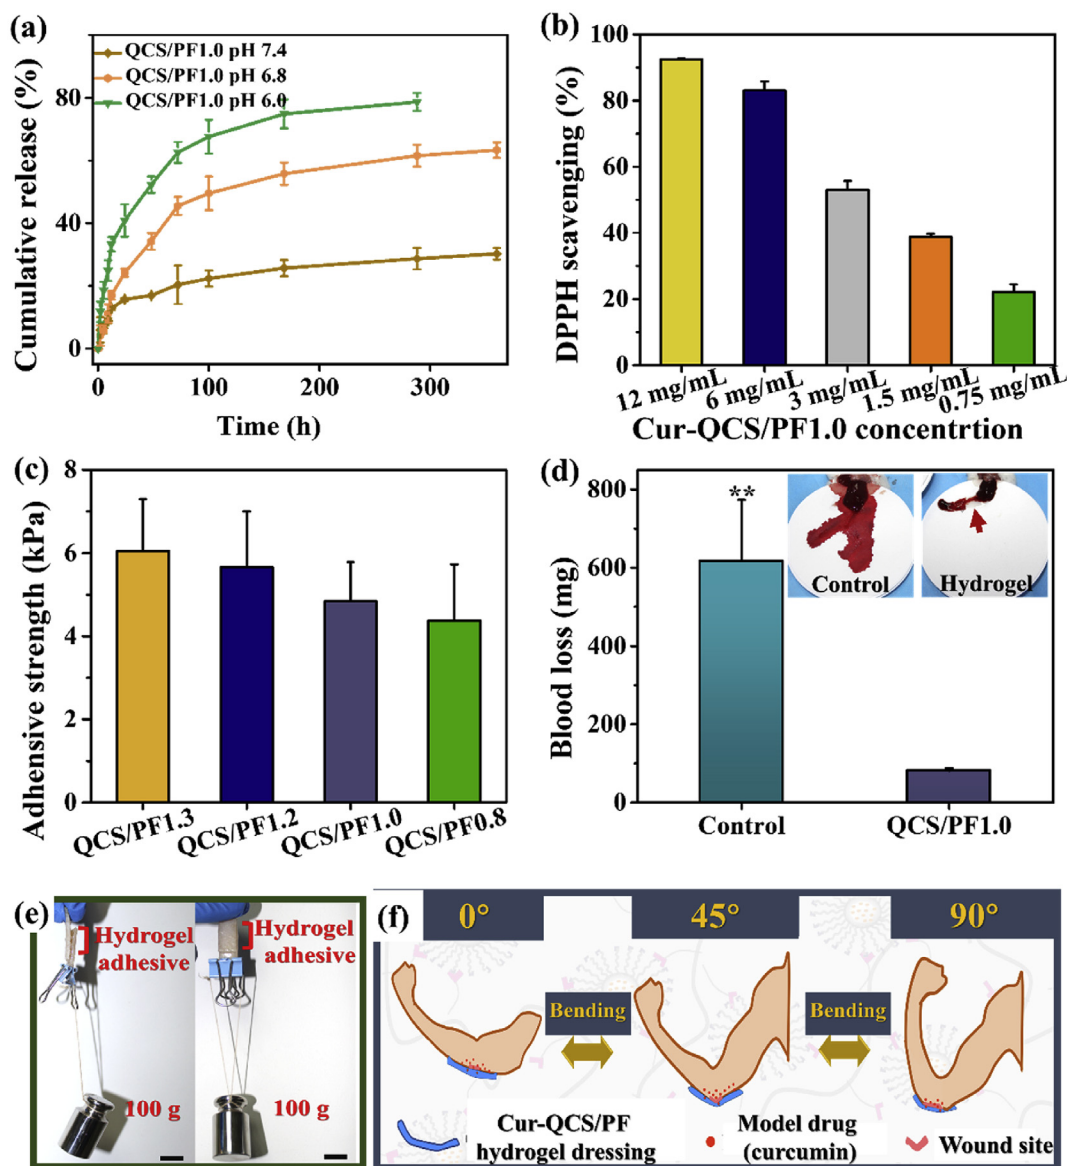 (a)
QCS/PF1.0 pH 7.4
QCS/PF1.0 pH 6.8
QCS/PF1.0 pH 6.0
80
40
0
Cumulative release (%)
0
100
200
300
Time (h)
(b)
100
80
60
40
20
0
DPPH scavenging (%)
12 mg/mL
6 mg/mL
3 mg/mL
1.5 mg/mL
0.75 mg/mL
Cur-QCS/PF1.0 concentrtion
(c)
8
6
4
2
0
Adhensive strength (kPa)
QCS/PF1.3
QCS/PF1.2
QCS/PF1.0
QCS/PF0.8
(d)
800
600
400
200
0
Blood loss (mg)
**
Control
Hydrogel
Control
QCS/PF1.0
(e)
Hydrogel
adhesive
100 g
Hydrogel
adhesive
100 g
(f)
0°
45°
90°
Bending
Bending
Cur-QCS/PF
hydrogel dressing
Model drug
(curcumin)
Wound site